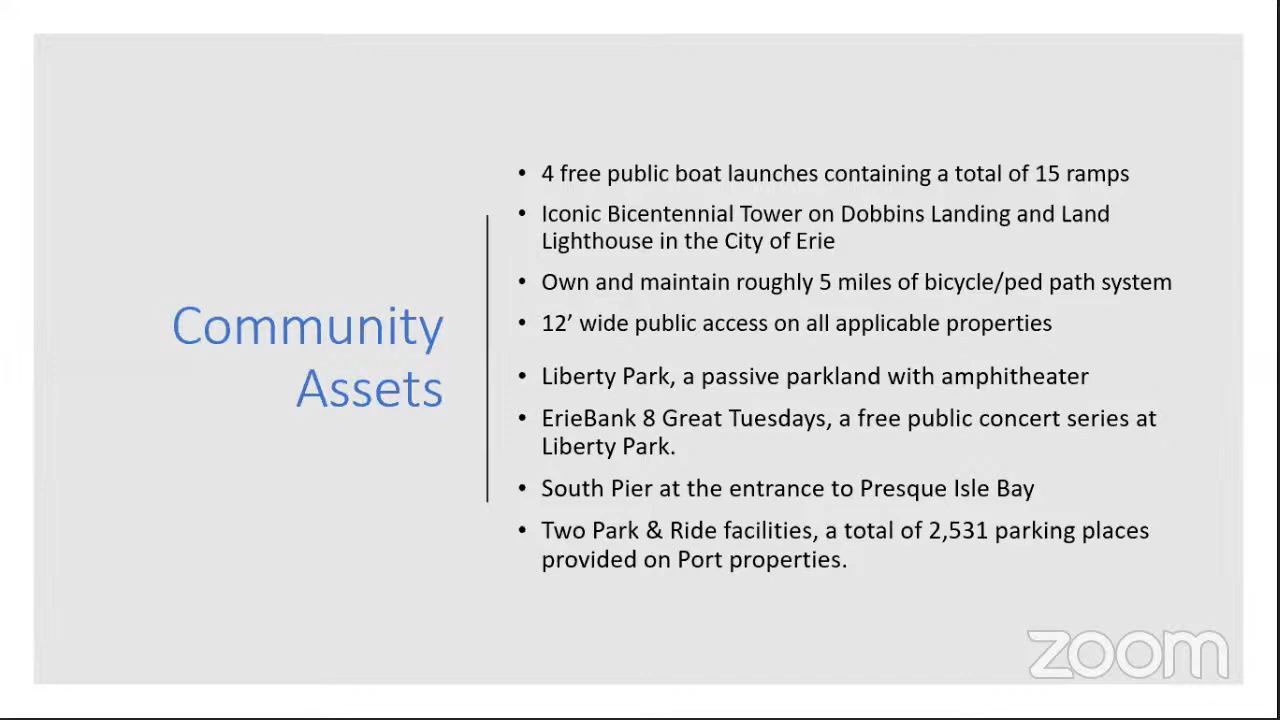 Community
Assets
• 4 free public boat launches containing a total of 15 ramps
• Iconic Bicentennial Tower on Dobbins Landing and Land
Lighthouse in the City of Erie
• Own and maintain roughly 5 miles of bicycle/ped path system
• 12’ wide public access on all applicable properties
• Liberty Park, a passive parkland with amphitheater
• ErieBank 8 Great Tuesdays, a free public concert series at
Liberty Park.
• South Pier at the entrance to Presque Isle Bay
• Two Park & Ride facilities, a total of 2,531 parking places
provided on Port properties.
zoom